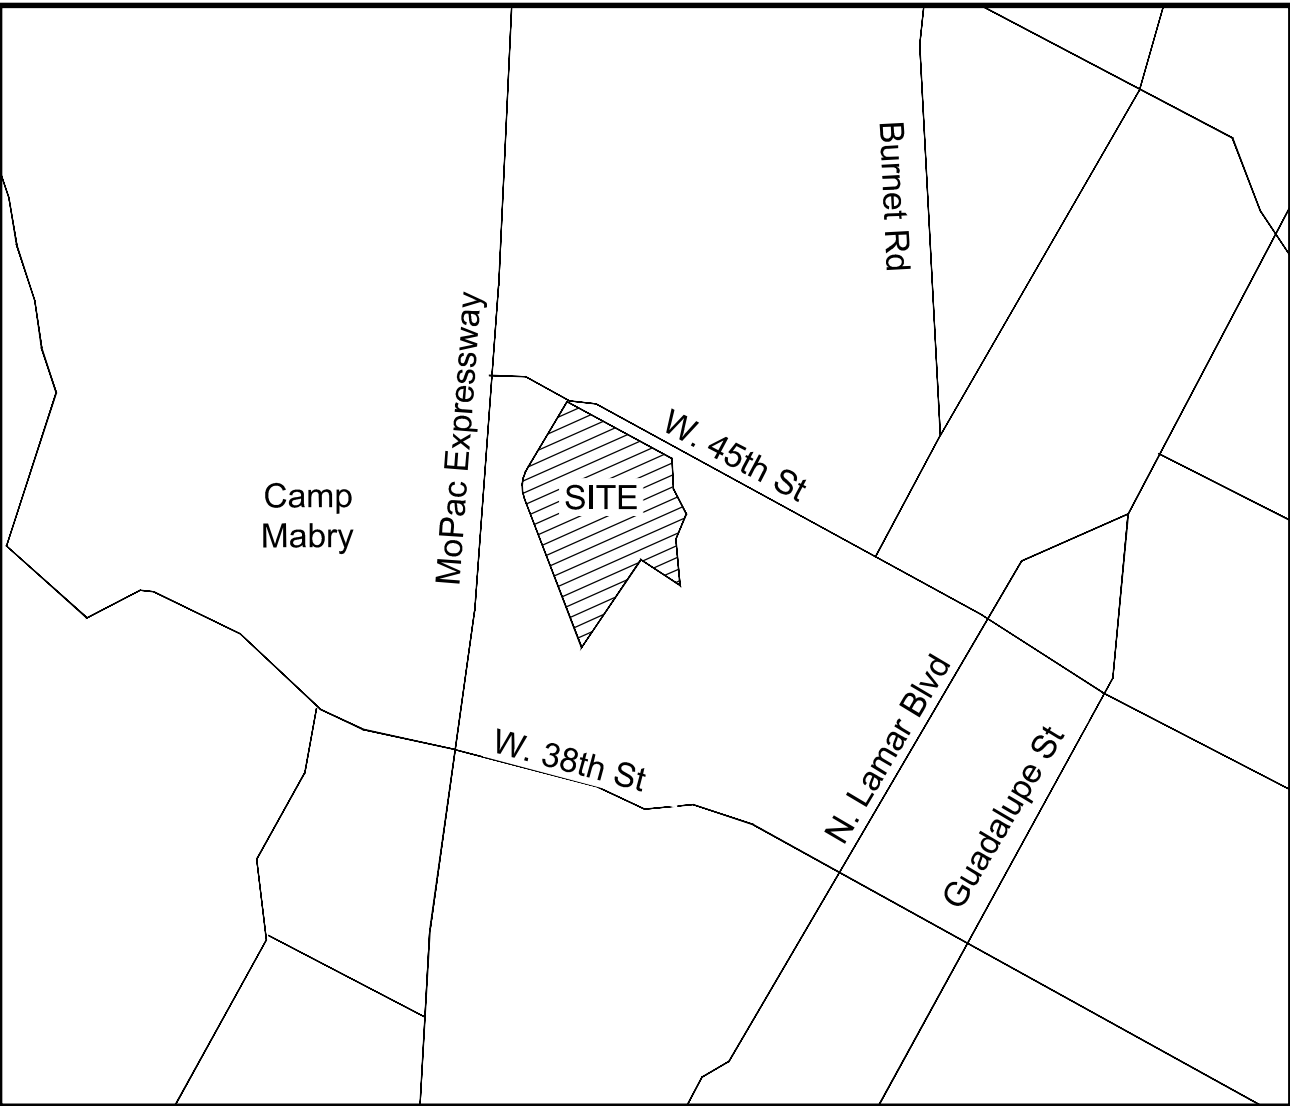 Burnet Rd
MoPac Expressway
W. 45th St
Camp
Mabry
SITE
W. 38th St
N. Lamar Blvd
Guadalupe St